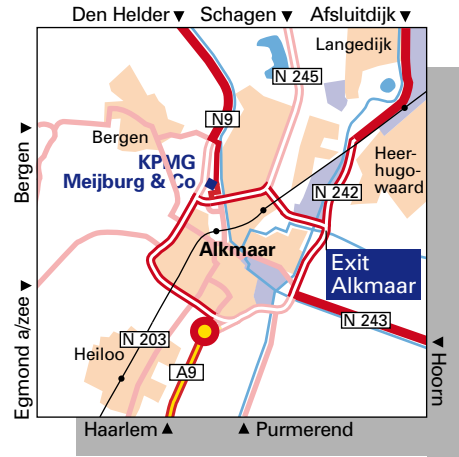 Den Helder ▼ Schagen ▼ Afsluitdijk ▼
Langedijk
N 245
N9
Bergen
Bergen ▼
KPMG
Meijburg & Co
Heer-
hugo-
waard
N 242
Alkmaar
Exit
Alkmaar
Egmond a/zee ▼
N 243
N 203
Heiloo
A9
▼ Hoorn
Haarlem ▲ ▲ Purmerend